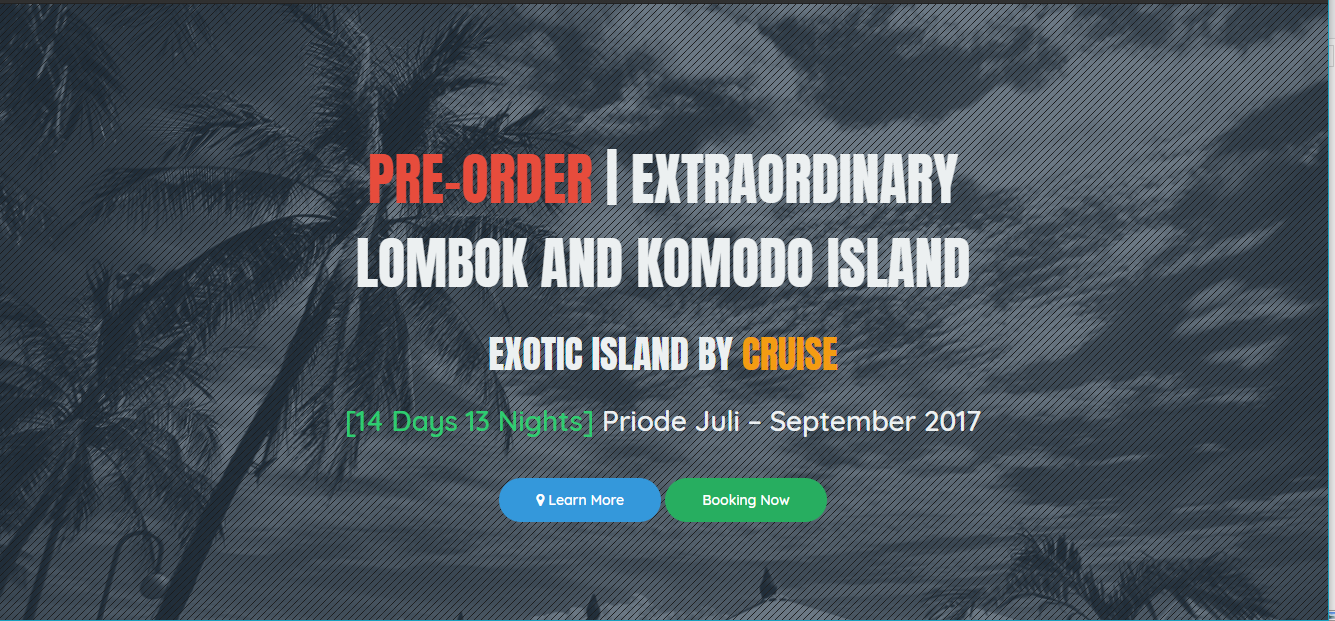 PRE-ORDER | EXTRAORDINARY
LOMBOK AND KOMODO ISLAND
EXOTIC ISLAND BY CRUISE
[14 Days 13 Nights] Priode Juli – September 2017
Learn More
Booking Now